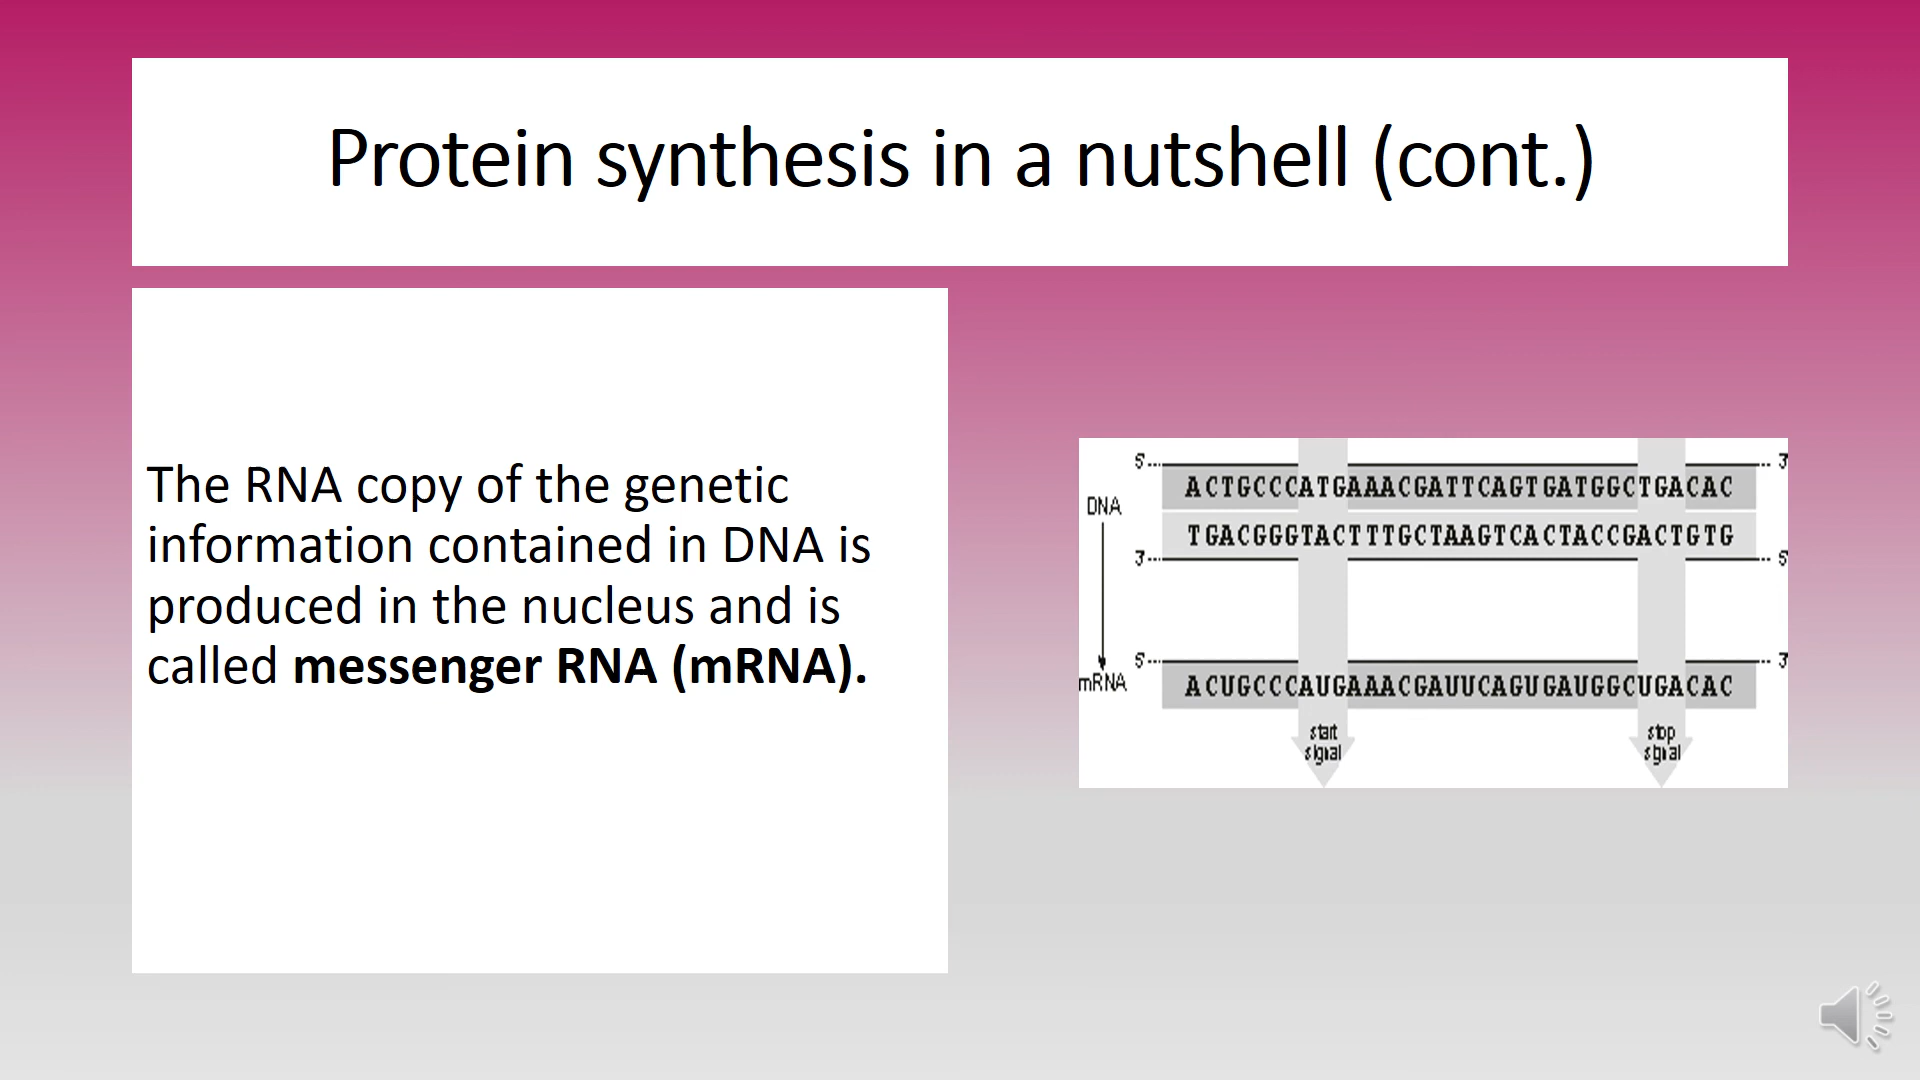 Protein synthesis in a nutshell (cont.)
The RNA copy of the genetic
information contained in DNA is
produced in the nucleus and is
called messenger RNA (mRNA).
5' 3'
ACTGCCCATGAAACGATTCAGTGATGGCTGACAC
DNA
TGACGGGTACTTTGCTAAGTCACTACCGACTGTG
3' 5'
5' 3'
mRNA
ACUGCCCAUGAAACGAUUCAGUGAUGGCUGACAC
start
signal
stop
signal